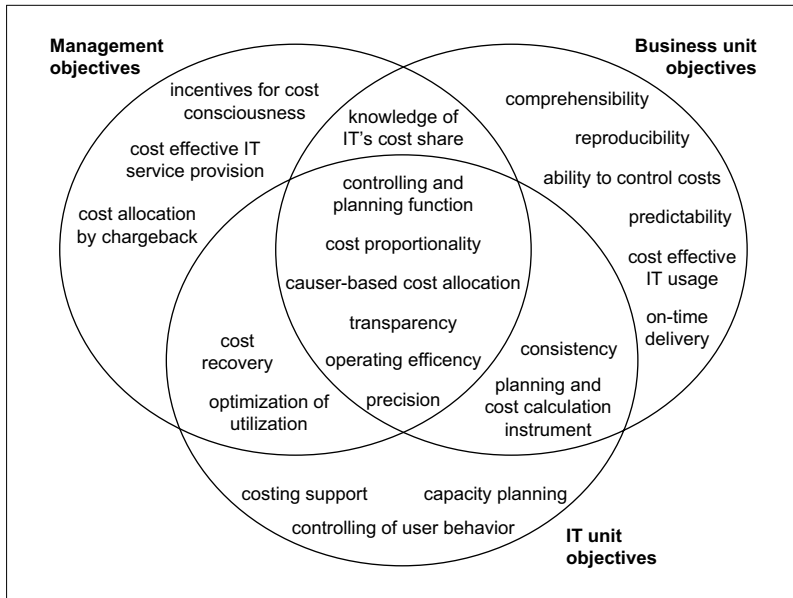 Management
objectives
Business unit
objectives
incentives for cost
consciousness
cost effective IT
service provision
cost allocation
by chargeback
knowledge of
IT's cost share
comprehensibility
reproducibility
ability to control costs
predictability
cost effective
IT usage
on-time
delivery
controlling and
planning function
cost proportionality
causer-based cost allocation
transparency
operating efficency
precision
cost
recovery
optimization of
utilization
consistency
planning and
cost calculation
instrument
costing support
capacity planning
controlling of user behavior
IT unit
objectives